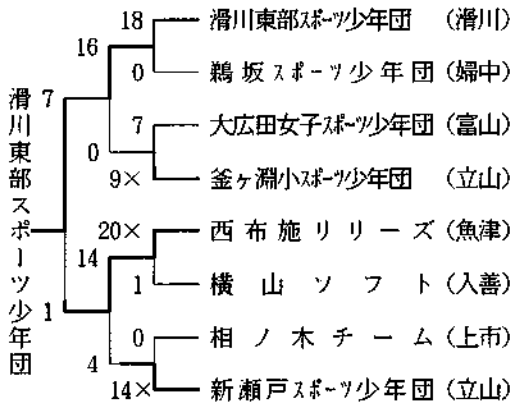 18 滑川東部スポーツ少年団 (滑川)
16
0 鵜坂スポーツ少年団 (婦中)
7
7 大広田女子スポーツ少年団 (富山)
0
9× 釜ヶ淵小スポーツ少年団 (立山)
滑川東部スポーツ少年団
20× 西布施リリーズ (魚津)
14
1 横山ソフト (入善)
1
0 相ノ木チーム (上市)
4
14× 新瀬戸スポーツ少年団 (立山)